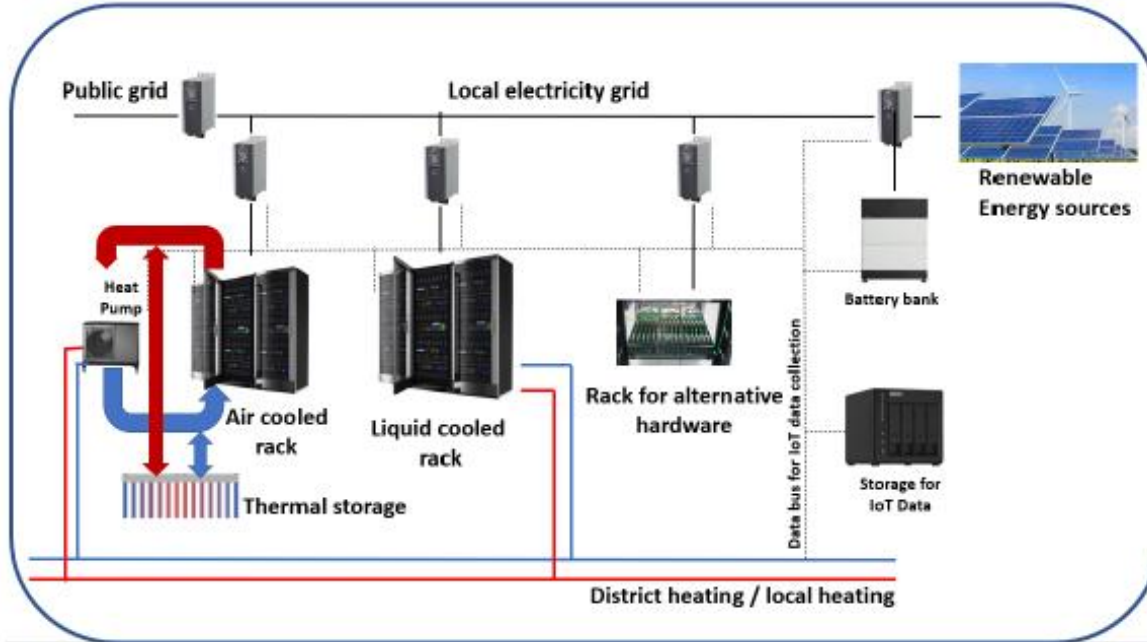 Public grid
Local electricity grid
Renewable
Energy sources
Heat
Pump
Battery bank
Air cooled
rack
Liquid cooled
rack
Rack for alternative
hardware
Data bus for IoT data collection
Storage for
IoT Data
Thermal storage
District heating / local heating